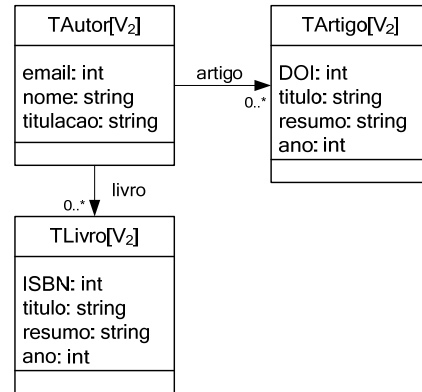 TAutor[V₂]
email: int
nome: string
titulacao: string
artigo
0..*
TArtigo[V₂]
DOI: int
titulo: string
resumo: string
ano: int
livro
0..*
TLivro[V₂]
ISBN: int
titulo: string
resumo: string
ano: int